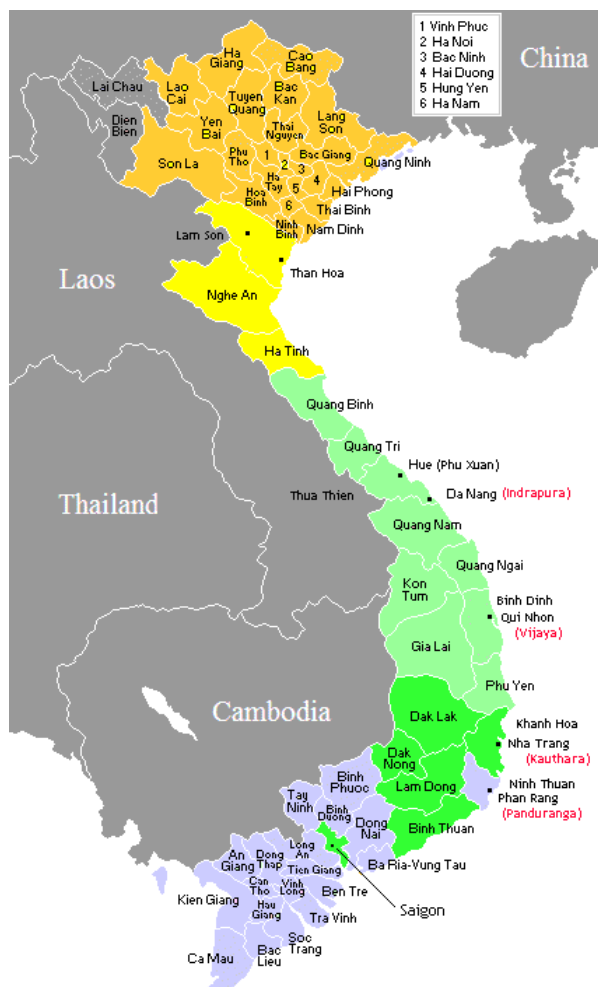 1 Vinh Phuc
2 Ha Noi
3 Bac Ninh
4 Hai Duong
5 Hung Yen
6 Ha Nam
China
Ha
Giang
Cao
Bang
Lai Chau
Lao
Cai
Tuyen
Quang
Bac
Kan
Dien
Bien
Yen
Bai
Thai
Nguyen
Lang
Son
Son La
Phu
Tho
1
2
3
Bac Giang
Quang Ninh
Ha
Tay
4
5
Hoa
Binh
6
Hai Phong
Thai Binh
Ninh
Binh
Nam Dinh
Lam Son
Than Hoa
Laos
Nghe An
Ha Tinh
Quang Binh
Quang Tri
Hue (Phu Xuan)
Thua Thien
Da Nang (Indrapura)
Thailand
Quang Nam
Quang Ngai
Kon
Tum
Binh Dinh
Qui Nhon
(Vijaya)
Gia Lai
Phu Yen
Cambodia
Dak Lak
Khanh Hoa
Nha Trang
(Kauthara)
Dak
Nong
Binh
Phuoc
Lam Dong
Ninh Thuan
Phan Rang
(Panduranga)
Tay
Ninh
Binh
Duong
Dong
Nai
Binh Thuan
Long
An
An
Giang
Dong
Thap
Tien Giang
Ba Ria-Vung Tau
Can
Tho
Vinh
Long
Ben Tre
Kien Giang
Hau
Giang
Tra Vinh
Saigon
Soc
Trang
Bac
Lieu
Ca Mau